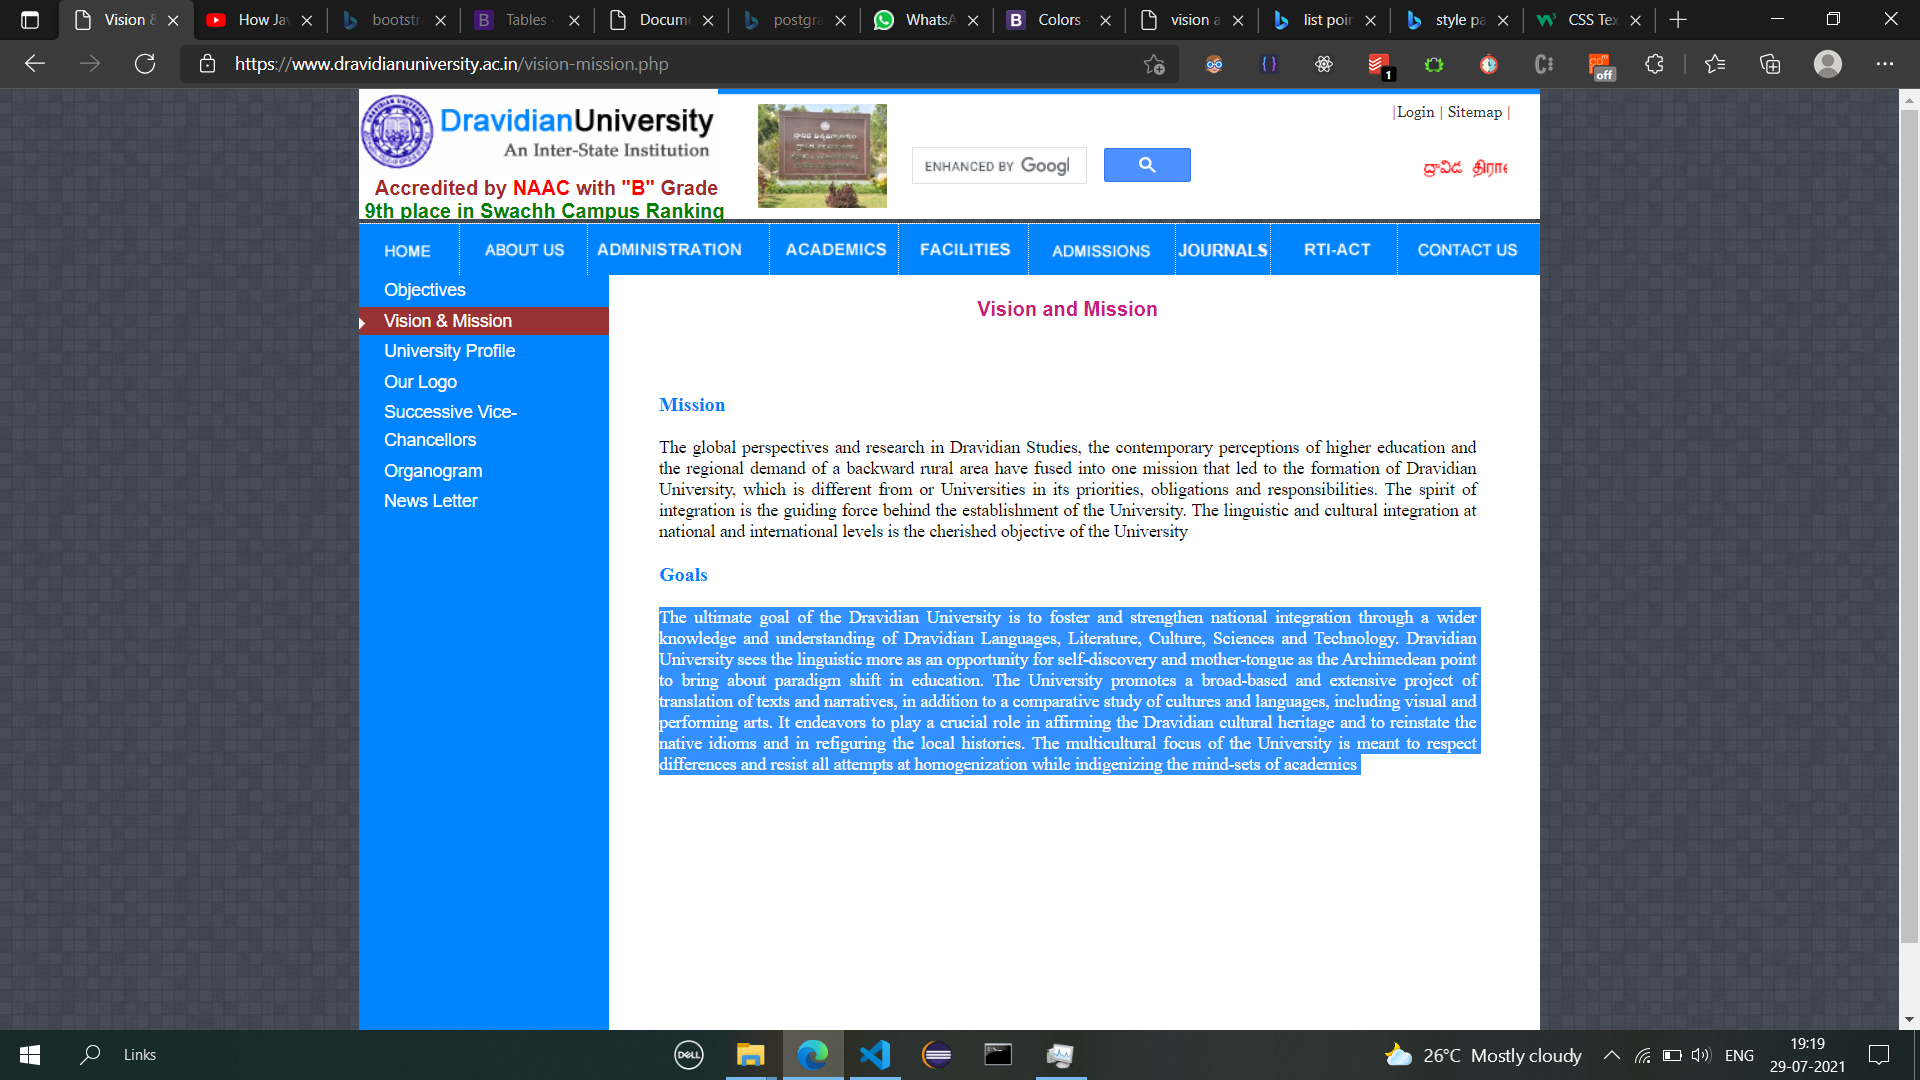 Vision &
How Ja
bootstr
Tables -
Docum
postgra
WhatsA
Colors -
vision a
list poin
style pa
CSS Tex
https://www.dravidianuniversity.ac.in/vision-mission.php
1
off
DravidianUniversity
An Inter-State Institution
Accredited by NAAC with "B" Grade
9th place in Swachh Campus Ranking
ENHANCED BY Googl
|Login | Sitemap |
HOME
ABOUT US
ADMINISTRATION
ACADEMICS
FACILITIES
ADMISSIONS
JOURNALS
RTI-ACT
CONTACT US
Objectives
Vision & Mission
University Profile
Our Logo
Successive Vice-
Chancellors
Organogram
News Letter
Vision and Mission
Mission
The global perspectives and research in Dravidian Studies, the contemporary perceptions of higher education and
the regional demand of a backward rural area have fused into one mission that led to the formation of Dravidian
University, which is different from or Universities in its priorities, obligations and responsibilities. The spirit of
integration is the guiding force behind the establishment of the University. The linguistic and cultural integration at
national and international levels is the cherished objective of the University
Goals
The ultimate goal of the Dravidian University is to foster and strengthen national integration through a wider
knowledge and understanding of Dravidian Languages, Literature, Culture, Sciences and Technology. Dravidian
University sees the linguistic more as an opportunity for self-discovery and mother-tongue as the Archimedean point
to bring about paradigm shift in education. The University promotes a broad-based and extensive project of
translation of texts and narratives, in addition to a comparative study of cultures and languages, including visual and
performing arts. It endeavors to play a crucial role in affirming the Dravidian cultural heritage and to reinstate the
native idioms and in refiguring the local histories. The multicultural focus of the University is meant to respect
differences and resist all attempts at homogenization while indigenizing the mind-sets of academics
Links
DELL
26°C Mostly cloudy
ENG
19:19
29-07-2021